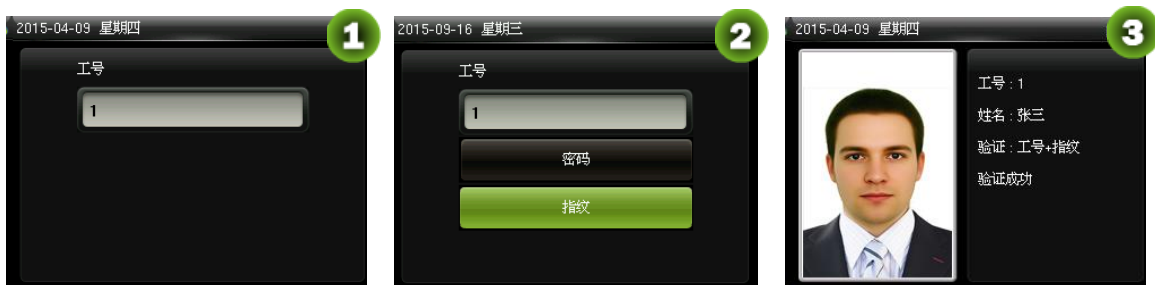 2015-04-09 星期四
1
工号
1
2015-09-16 星期三
2
工号
1
密码
指纹
2015-04-09 星期四
3
工号：1
姓名：张三
验证：工号+指纹
验证成功